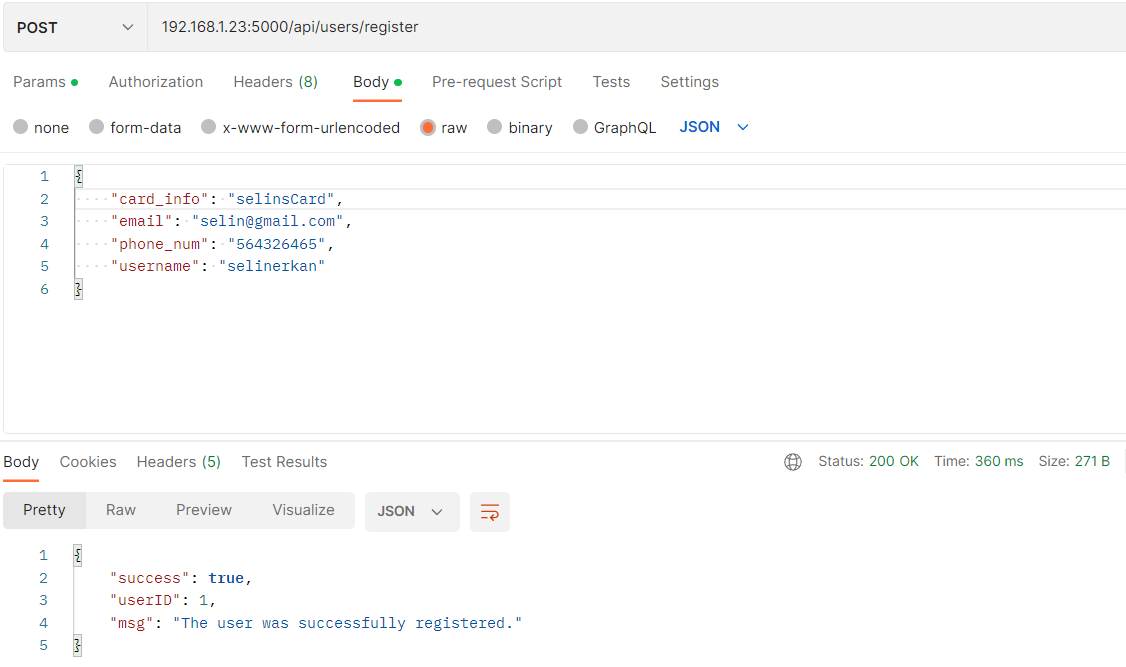 POST 192.168.1.23:5000/api/users/register
Params Authorization Headers (8) Body Pre-request Script Tests Settings
none form-data x-www-form-urlencoded raw binary GraphQL JSON
1 {
2 "card_info": "selinsCard",
3 "email": "selin@gmail.com",
4 "phone_num": "564326465",
5 "username": "selinerkan"
6 }
Body Cookies Headers (5) Test Results Status: 200 OK Time: 360 ms Size: 271 B
Pretty Raw Preview Visualize JSON
1 {
2 "success": true,
3 "userID": 1,
4 "msg": "The user was successfully registered."
5 }